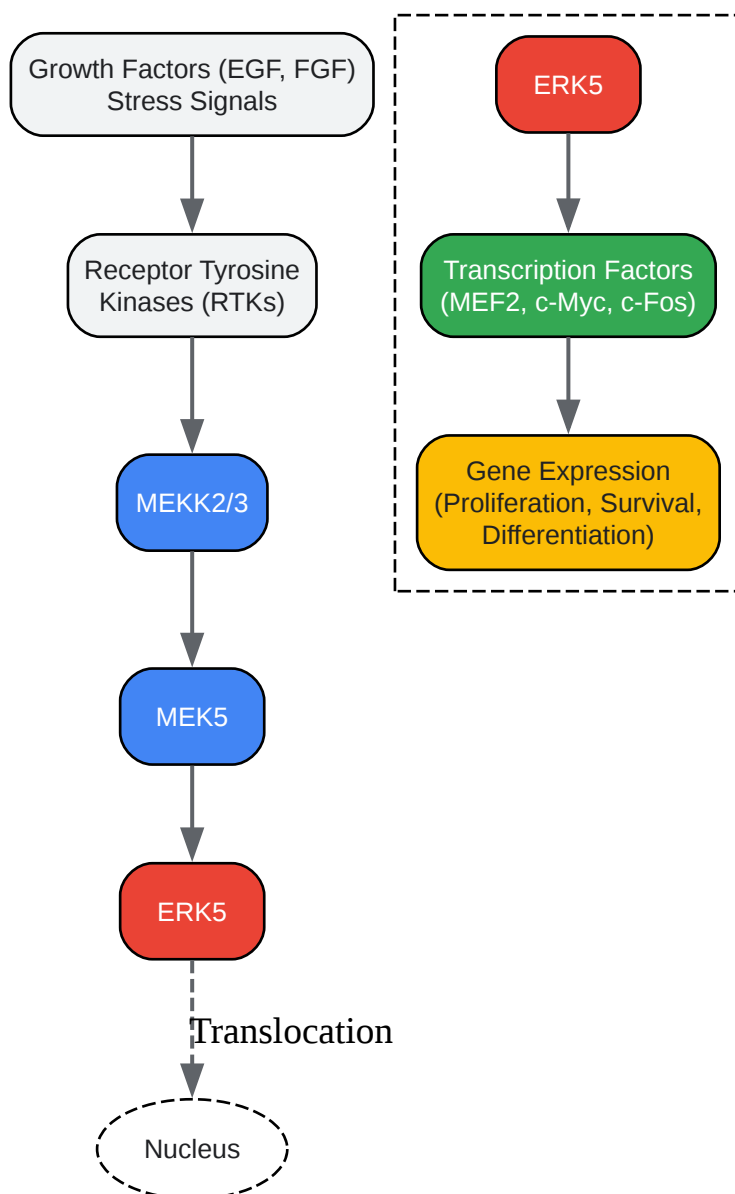 Growth Factors (EGF, FGF)
Stress Signals
Receptor Tyrosine
Kinases (RTKs)
MEKK2/3
MEK5
ERK5
Translocation
Nucleus
ERK5
Transcription Factors
(MEF2, c-Myc, c-Fos)
Gene Expression
(Proliferation, Survival,
Differentiation)